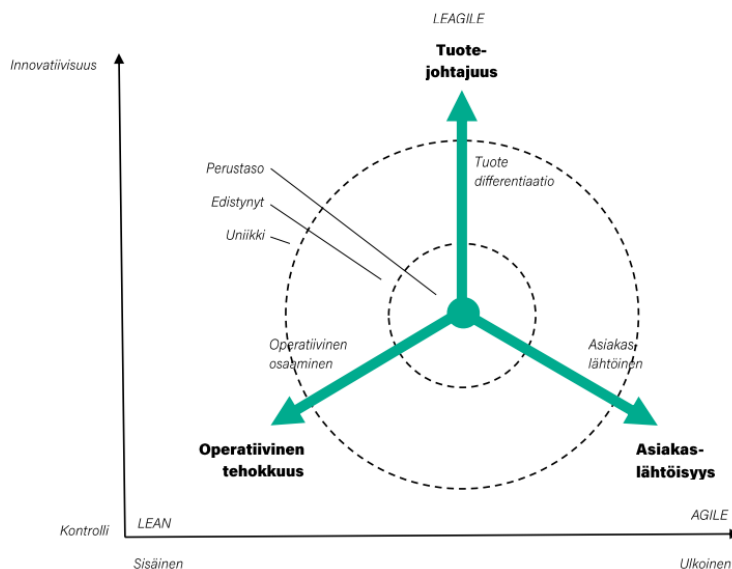 LEAGILE
Tuote-
johtajuus
Innovatiivisuus
Tuote
differentiaatio
Perustaso
Edistynyt
Uniikki
Operatiivinen
osaaminen
Asiakas
lähtöinen
Operatiivinen
tehokkuus
Asiakas-
lähtöisyys
Kontrolli
LEAN
AGILE
Sisäinen
Ulkoinen